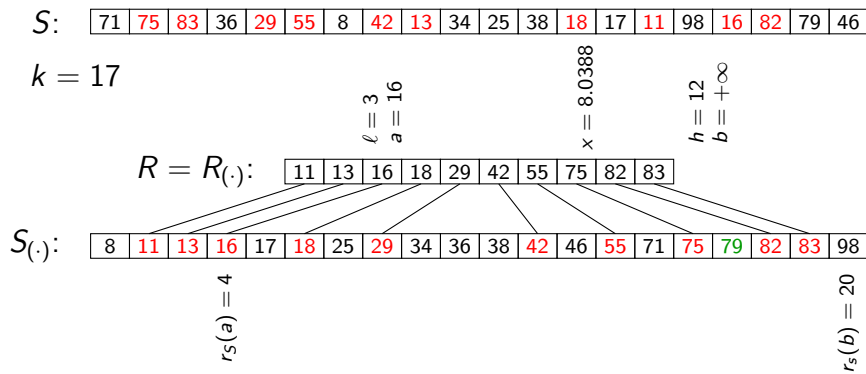 S: 71 75 83 36 29 55 8 42 13 34 25 38 18 17 11 98 16 82 79 46
k = 17
ℓ = 3
a = 16
x = 8.0388
h = 12
b = +∞
R = R(·): 11 13 16 18 29 42 55 75 82 83
S(·): 8 11 13 16 17 18 25 29 34 36 38 42 46 55 71 75 79 82 83 98
rS(a) = 4
rs(b) = 20